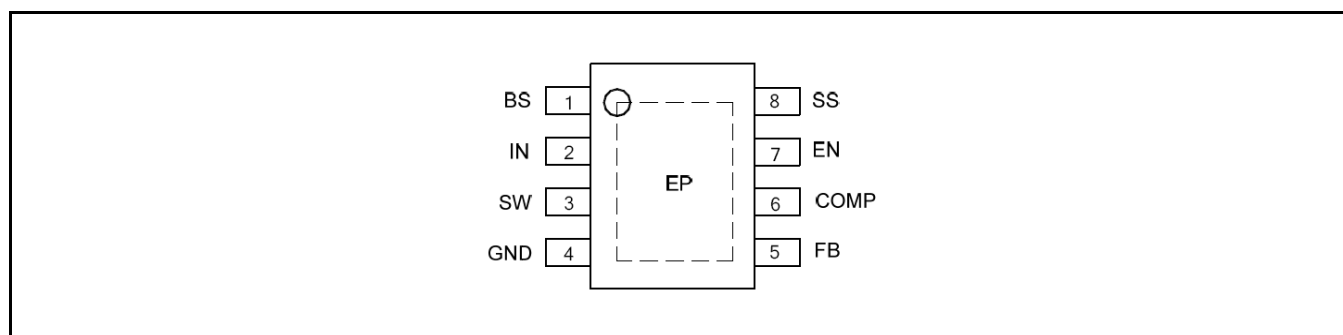 BS 1 8 SS
IN 2 7 EN
EP
SW 3 6 COMP
GND 4 5 FB